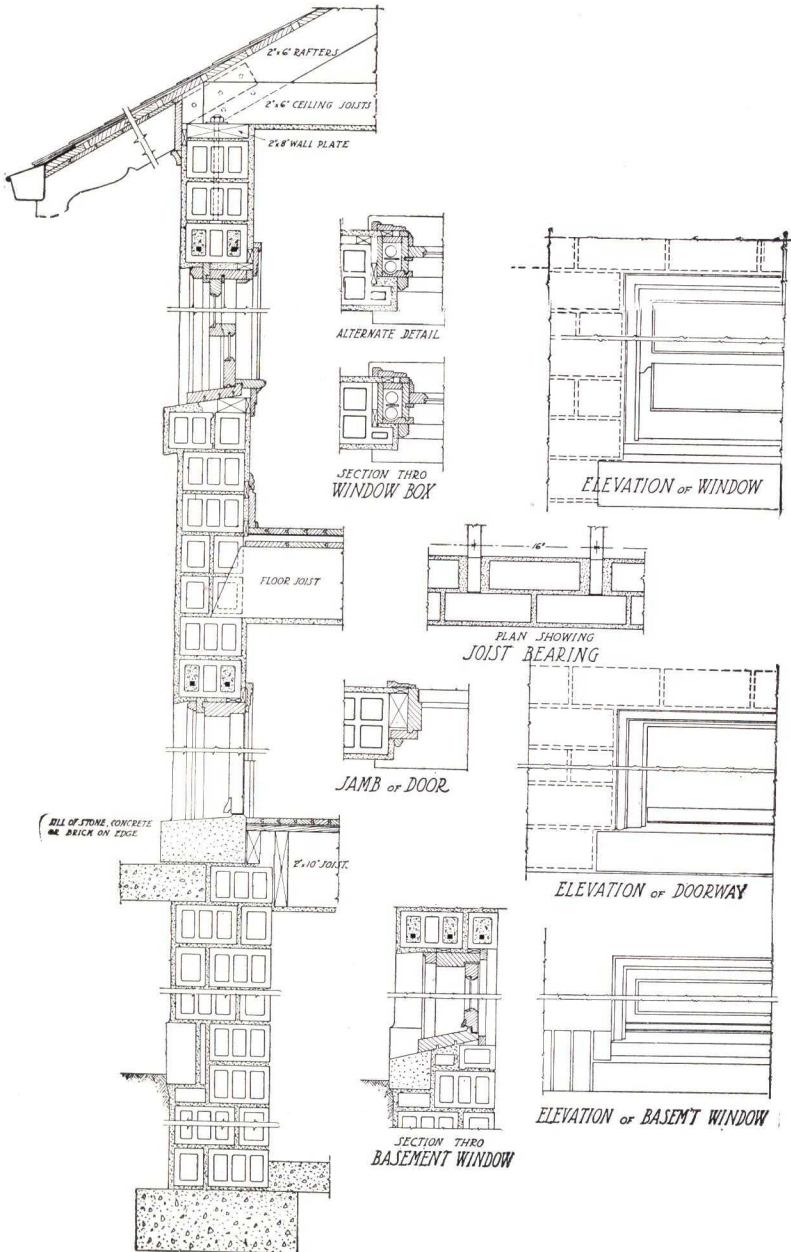 2"x6" RAFTERS
2"x6" CEILING JOISTS
2"x8" WALL PLATE
ALTERNATE DETAIL
SECTION THRO
WINDOW BOX
ELEVATION OF WINDOW
FLOOR JOIST
16"
PLAN SHOWING
JOIST BEARING
JAMB OF DOOR
SILL OF STONE, CONCRETE
OR BRICK ON EDGE
2"x10" JOIST.
ELEVATION OF DOORWAY
SECTION THRO
BASEMENT WINDOW
ELEVATION OF BASEM'T WINDOW